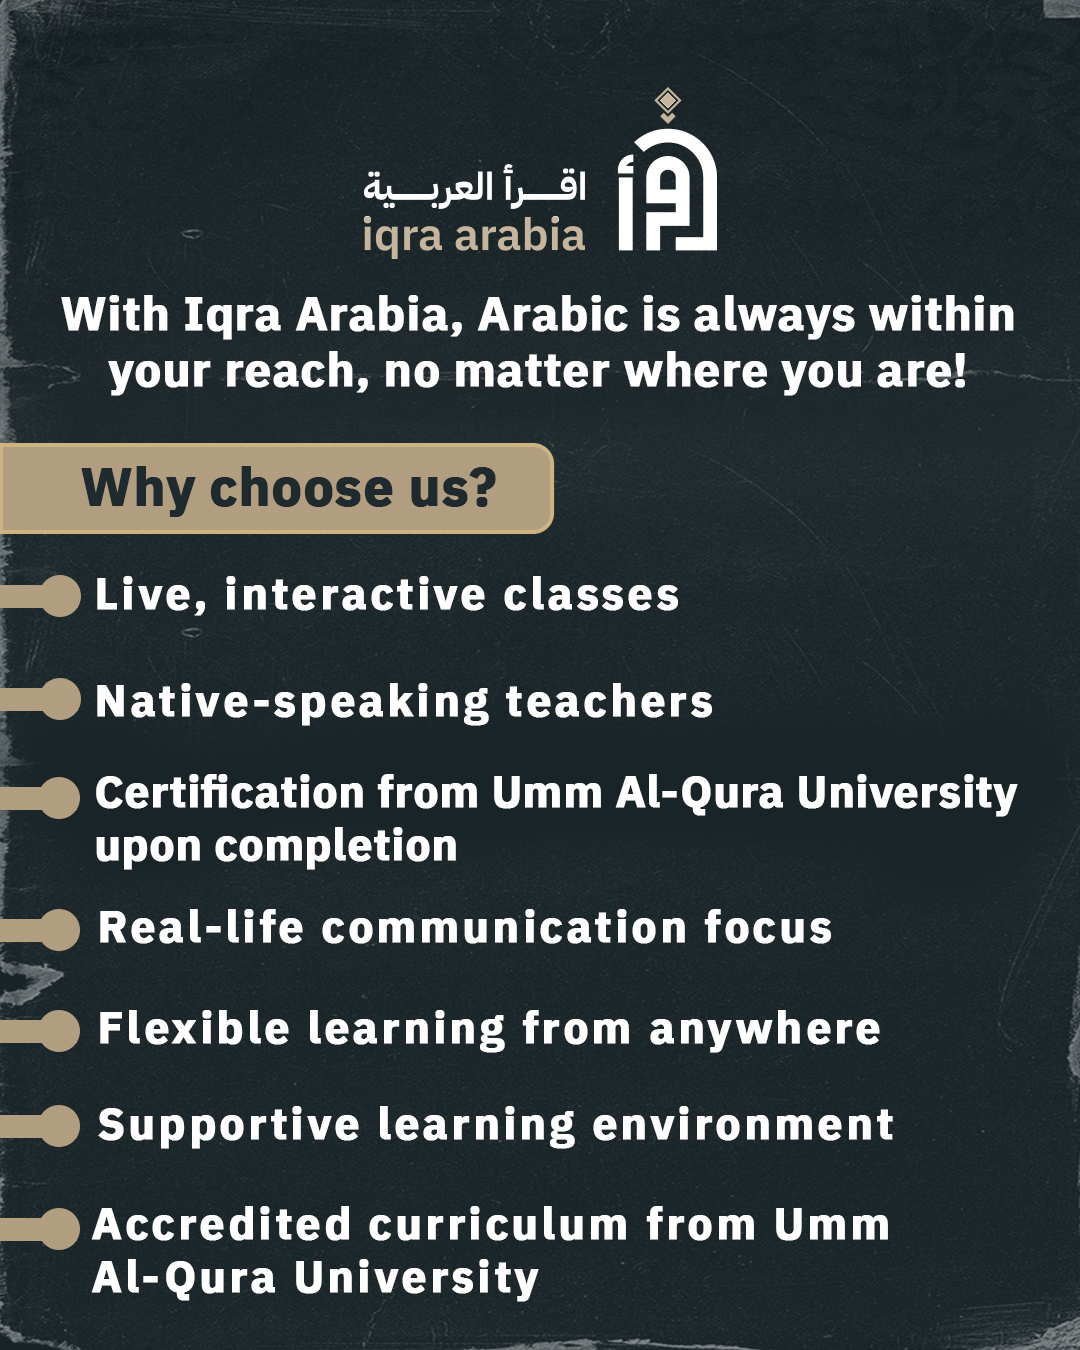 اقرأ العربية
iqra arabia
With Iqra Arabia, Arabic is always within
your reach, no matter where you are!
Why choose us?
Live, interactive classes
Native-speaking teachers
Certification from Umm Al-Qura University
upon completion
Real-life communication focus
Flexible learning from anywhere
Supportive learning environment
Accredited curriculum from Umm
Al-Qura University